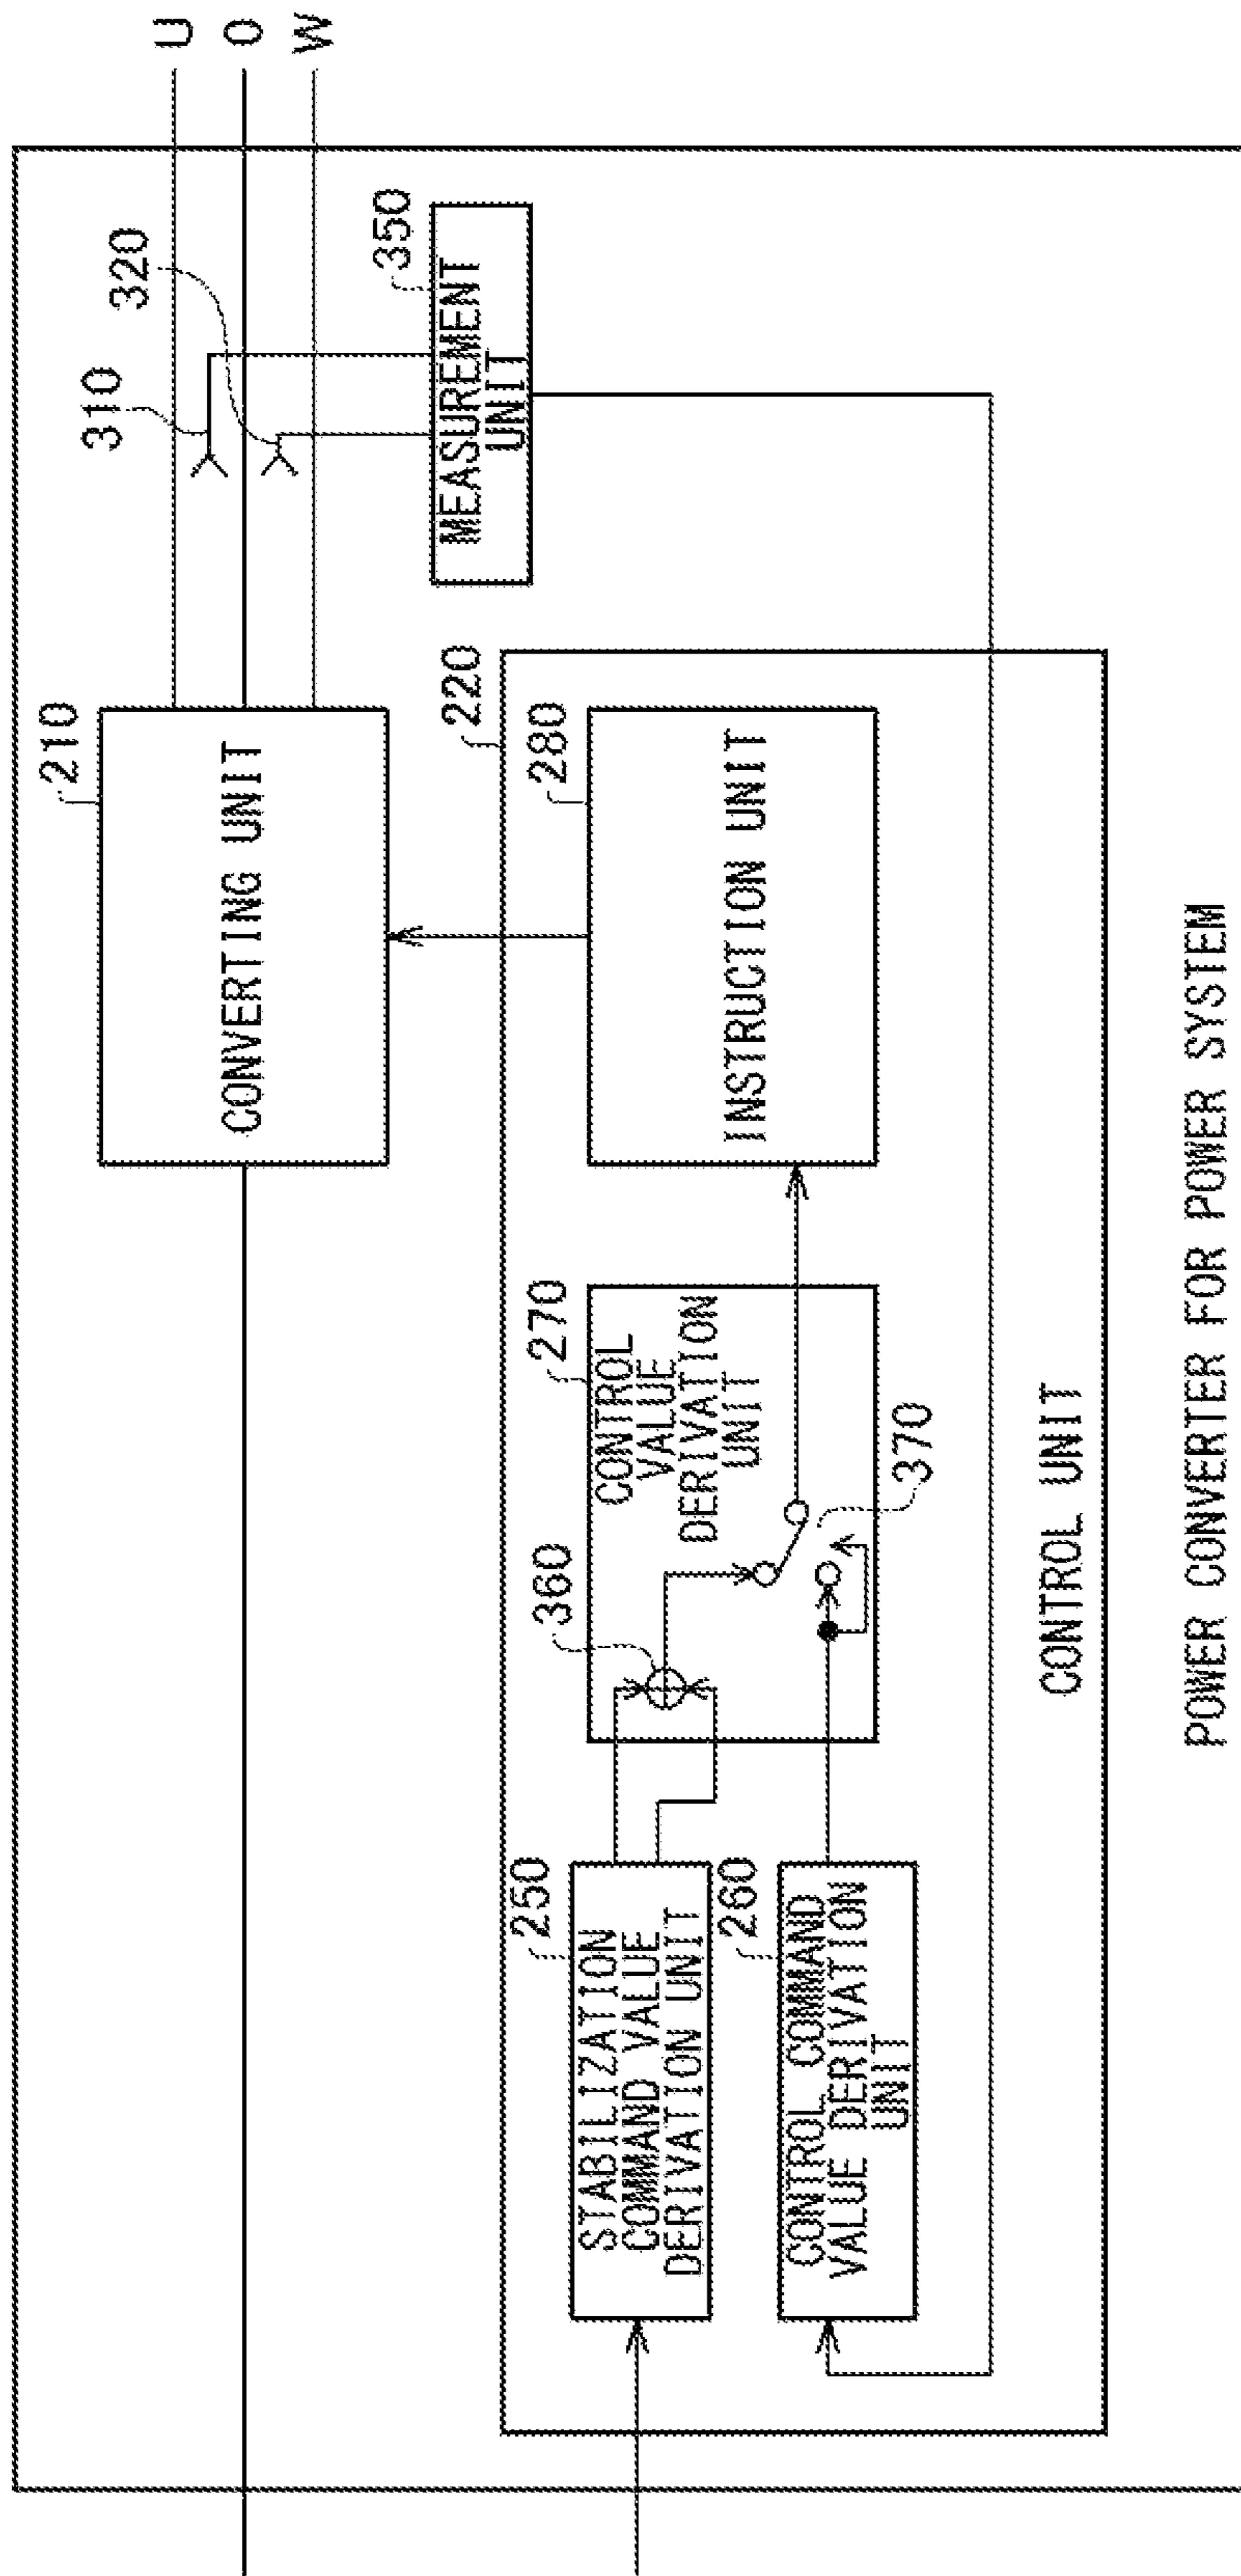 U
O
W
210
CONVERTING UNIT
310
320
350
MEASUREMENT
UNIT
220
250
STABILIZATION
COMMAND VALUE
DERIVATION UNIT
260
CONTROL COMMAND
VALUE DERIVATION
UNIT
270
CONTROL
VALUE
DERIVATION
UNIT
360
370
280
INSTRUCTION UNIT
CONTROL UNIT
POWER CONVERTER FOR POWER SYSTEM